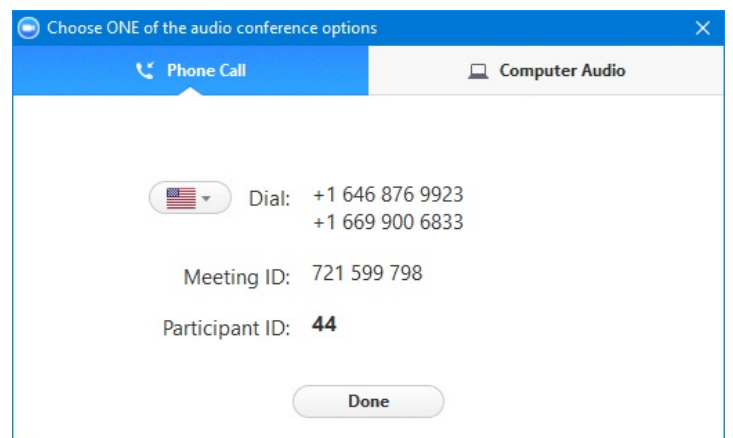 Choose ONE of the audio conference options
Phone Call
Computer Audio
Dial: +1 646 876 9923
+1 669 900 6833
Meeting ID: 721 599 798
Participant ID: 44
Done